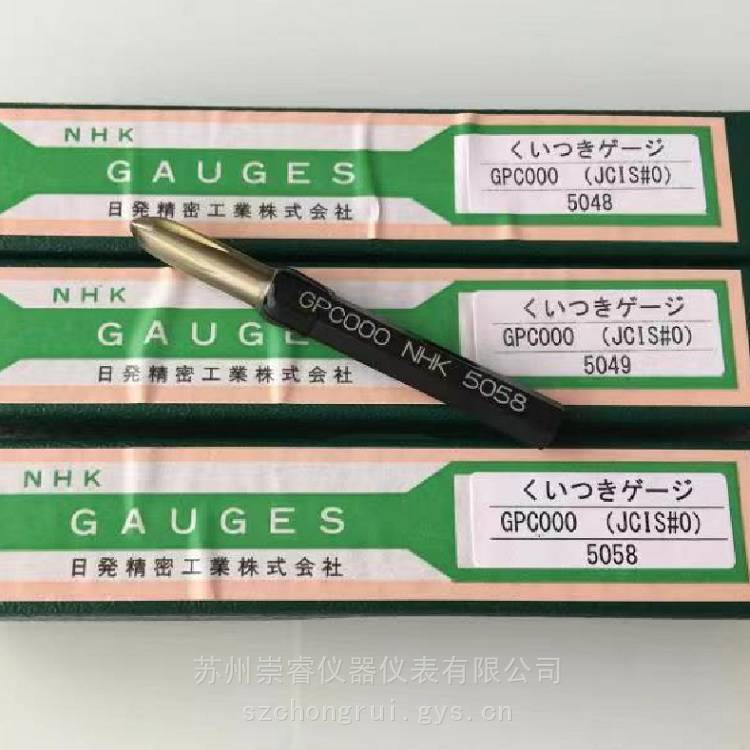 NHK
GAUGES
日発精密工業株式会社
くいつきゲージ
GPC000 (JCIS#0)
5048
NHK
GAUGES
日発精密工業株式会社
くいつきゲージ
GPC000 (JCIS#0)
5049
GPC000 NHK 5058
NHK
GAUGES
日発精密工業株式会社
くいつきゲージ
GPC000 (JCIS#0)
5058
苏州崇睿仪器仪表有限公司
szchongrui.gys.cn